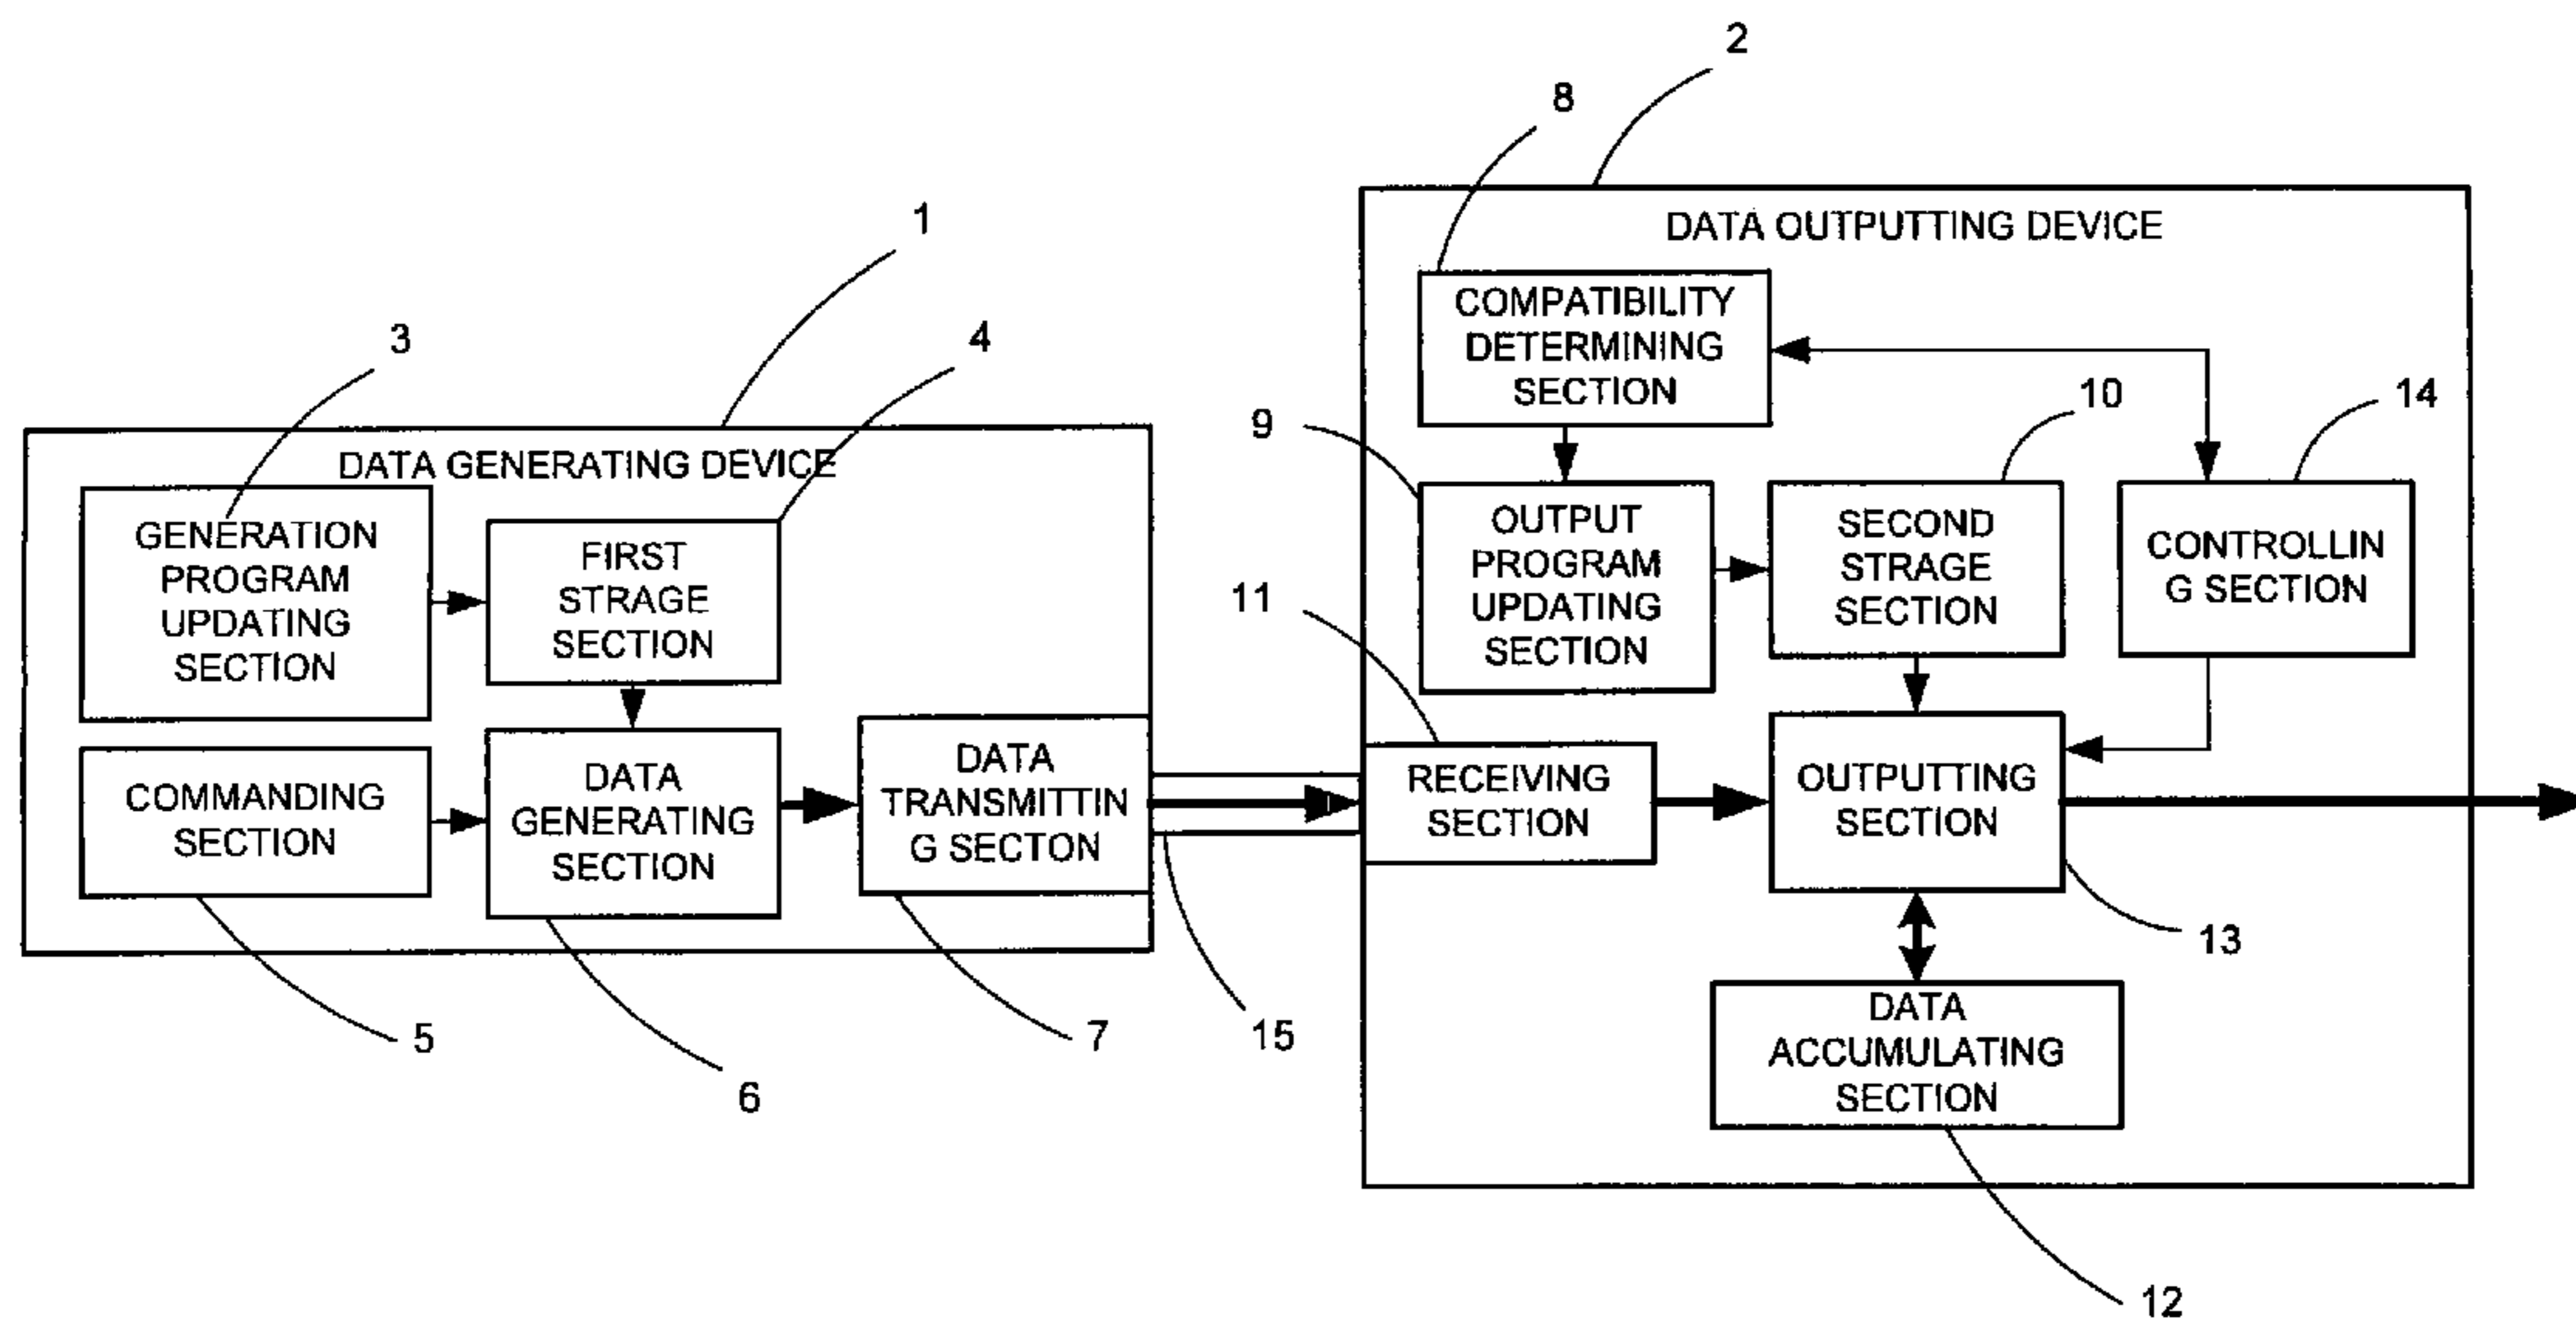 2
8
1
DATA OUTPUTTING DEVICE
COMPATIBILITY
DETERMINING
SECTION
3
4
10
14
9
DATA GENERATING DEVICE
GENERATION
PROGRAM
UPDATING
SECTION
FIRST
STRAGE
SECTION
OUTPUT
PROGRAM
UPDATING
SECTION
SECOND
STRAGE
SECTION
CONTROLLIN
G SECTION
11
COMMANDING
SECTION
DATA
GENERATING
SECTION
DATA
TRANSMITTIN
G SECTON
RECEIVING
SECTION
OUTPUTTING
SECTION
13
DATA
ACCUMULATING
SECTION
5
6
7
15
12